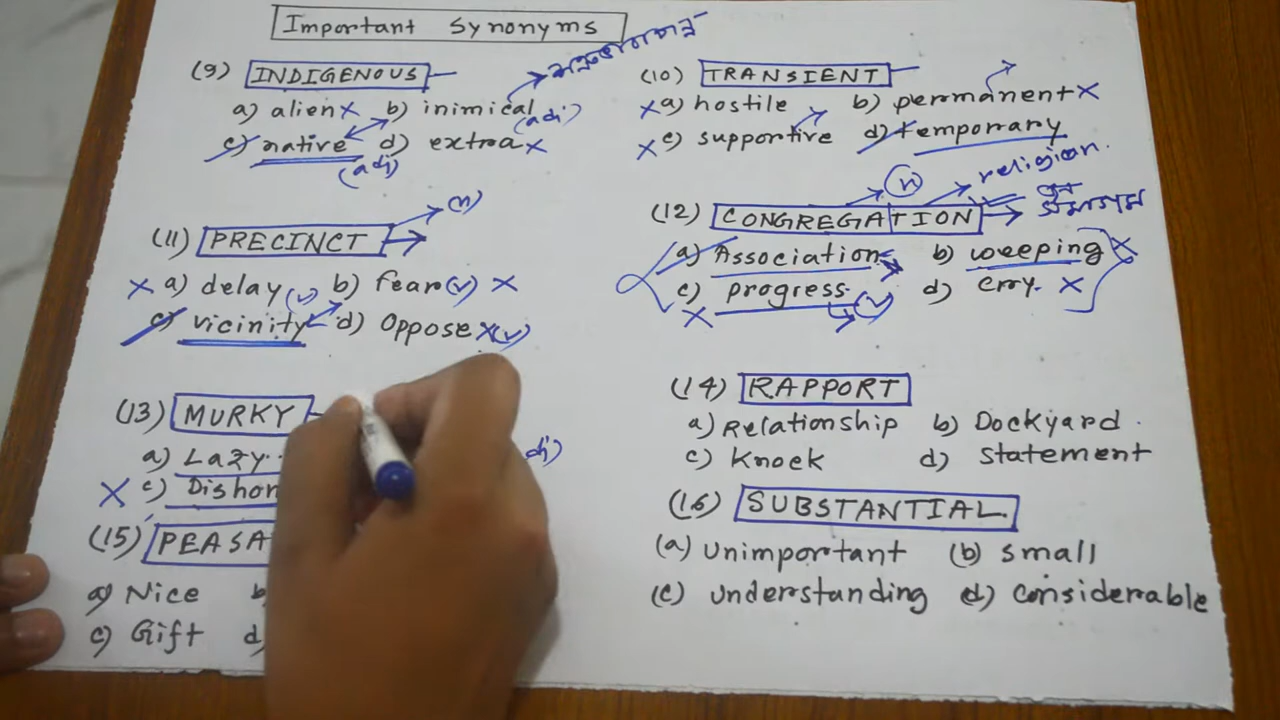 Important Synonyms
(9) INDIGENOUS
a) alien b) inimical
(adj)
c) native d) extra
(adj)
(10) TRANSIENT
a) hostile b) permanent
c) supportive d) temporary
(11) PRECINCT (n)
a) delay (v) b) fear (v)
c) vicinity d) Oppose (v)
(12) CONGREGATION (n) religion.
a) Association b) weeping
c) progress (v) d) cry.
(13) MURKY
a) Lazy
c)
(14) RAPPORT
a) Relationship b) Dockyard.
c) Knock d) Statement
(15)
a) Nice
c) Gift d)
(16) SUBSTANTIAL
(a) Unimportant (b) small
(c) Understanding d) Considerable